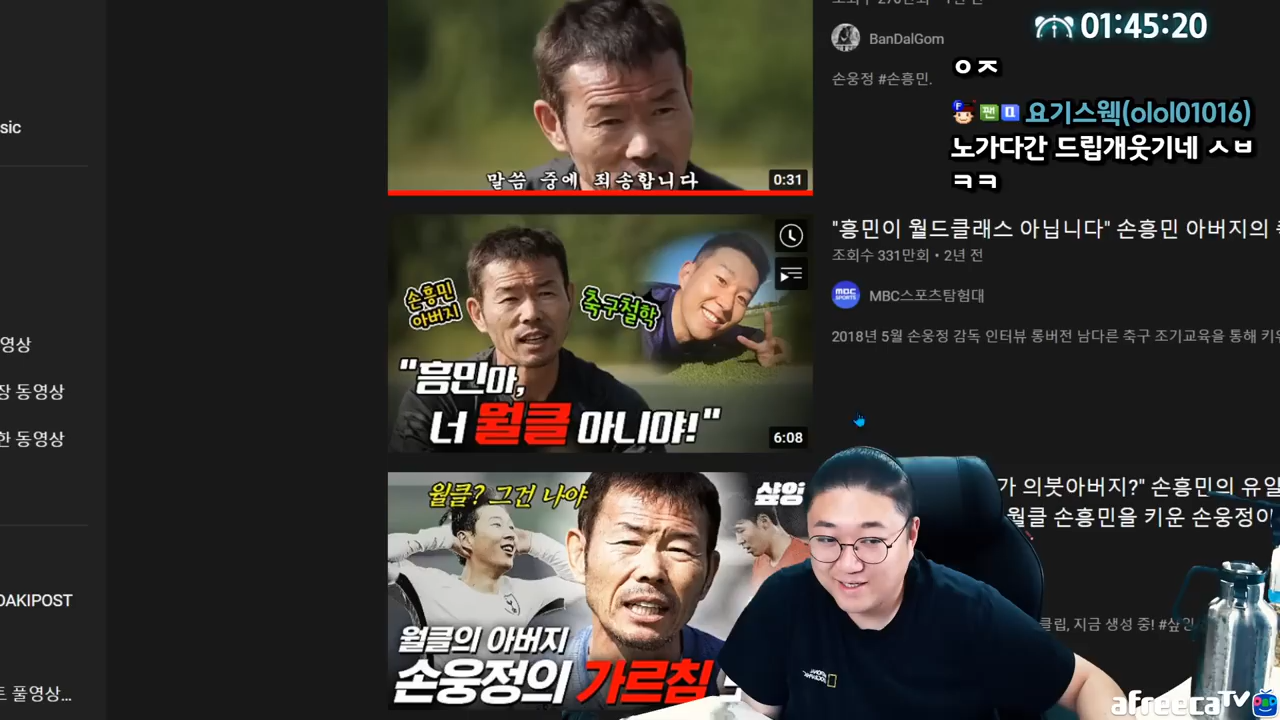 sic
영상
장 동영상
한 동영상
DAKIPOST
트 풀영상...
말씀 중에 죄송합니다
0:31
BanDalGom
손웅정 #손흥민.
손흥민
아버지
축구철학
"흥민아,
너 월클 아니야!"
6:08
"흥민이 월드클래스 아닙니다" 손흥민 아버지의
조회수 331만회 • 2년 전
MBC
SPORTS
MBC스포츠탐험대
2018년 5월 손웅정 감독 인터뷰 롱버전 남다른 축구 조기교육을 통해 키워
월클? 그건 나야
샾잉
월클의 아버지
손웅정의 가르침
가 의붓아버지?" 손흥민의 유일
월클 손흥민을 키운 손웅정이
클립, 지금 생성 중! #샾잉
01:45:20
ㅇㅈ
F 팬 요기스웩(olol01016)
노가다간 드립개웃기네 ㅅㅂ
ㅋㅋ
afreecaTV